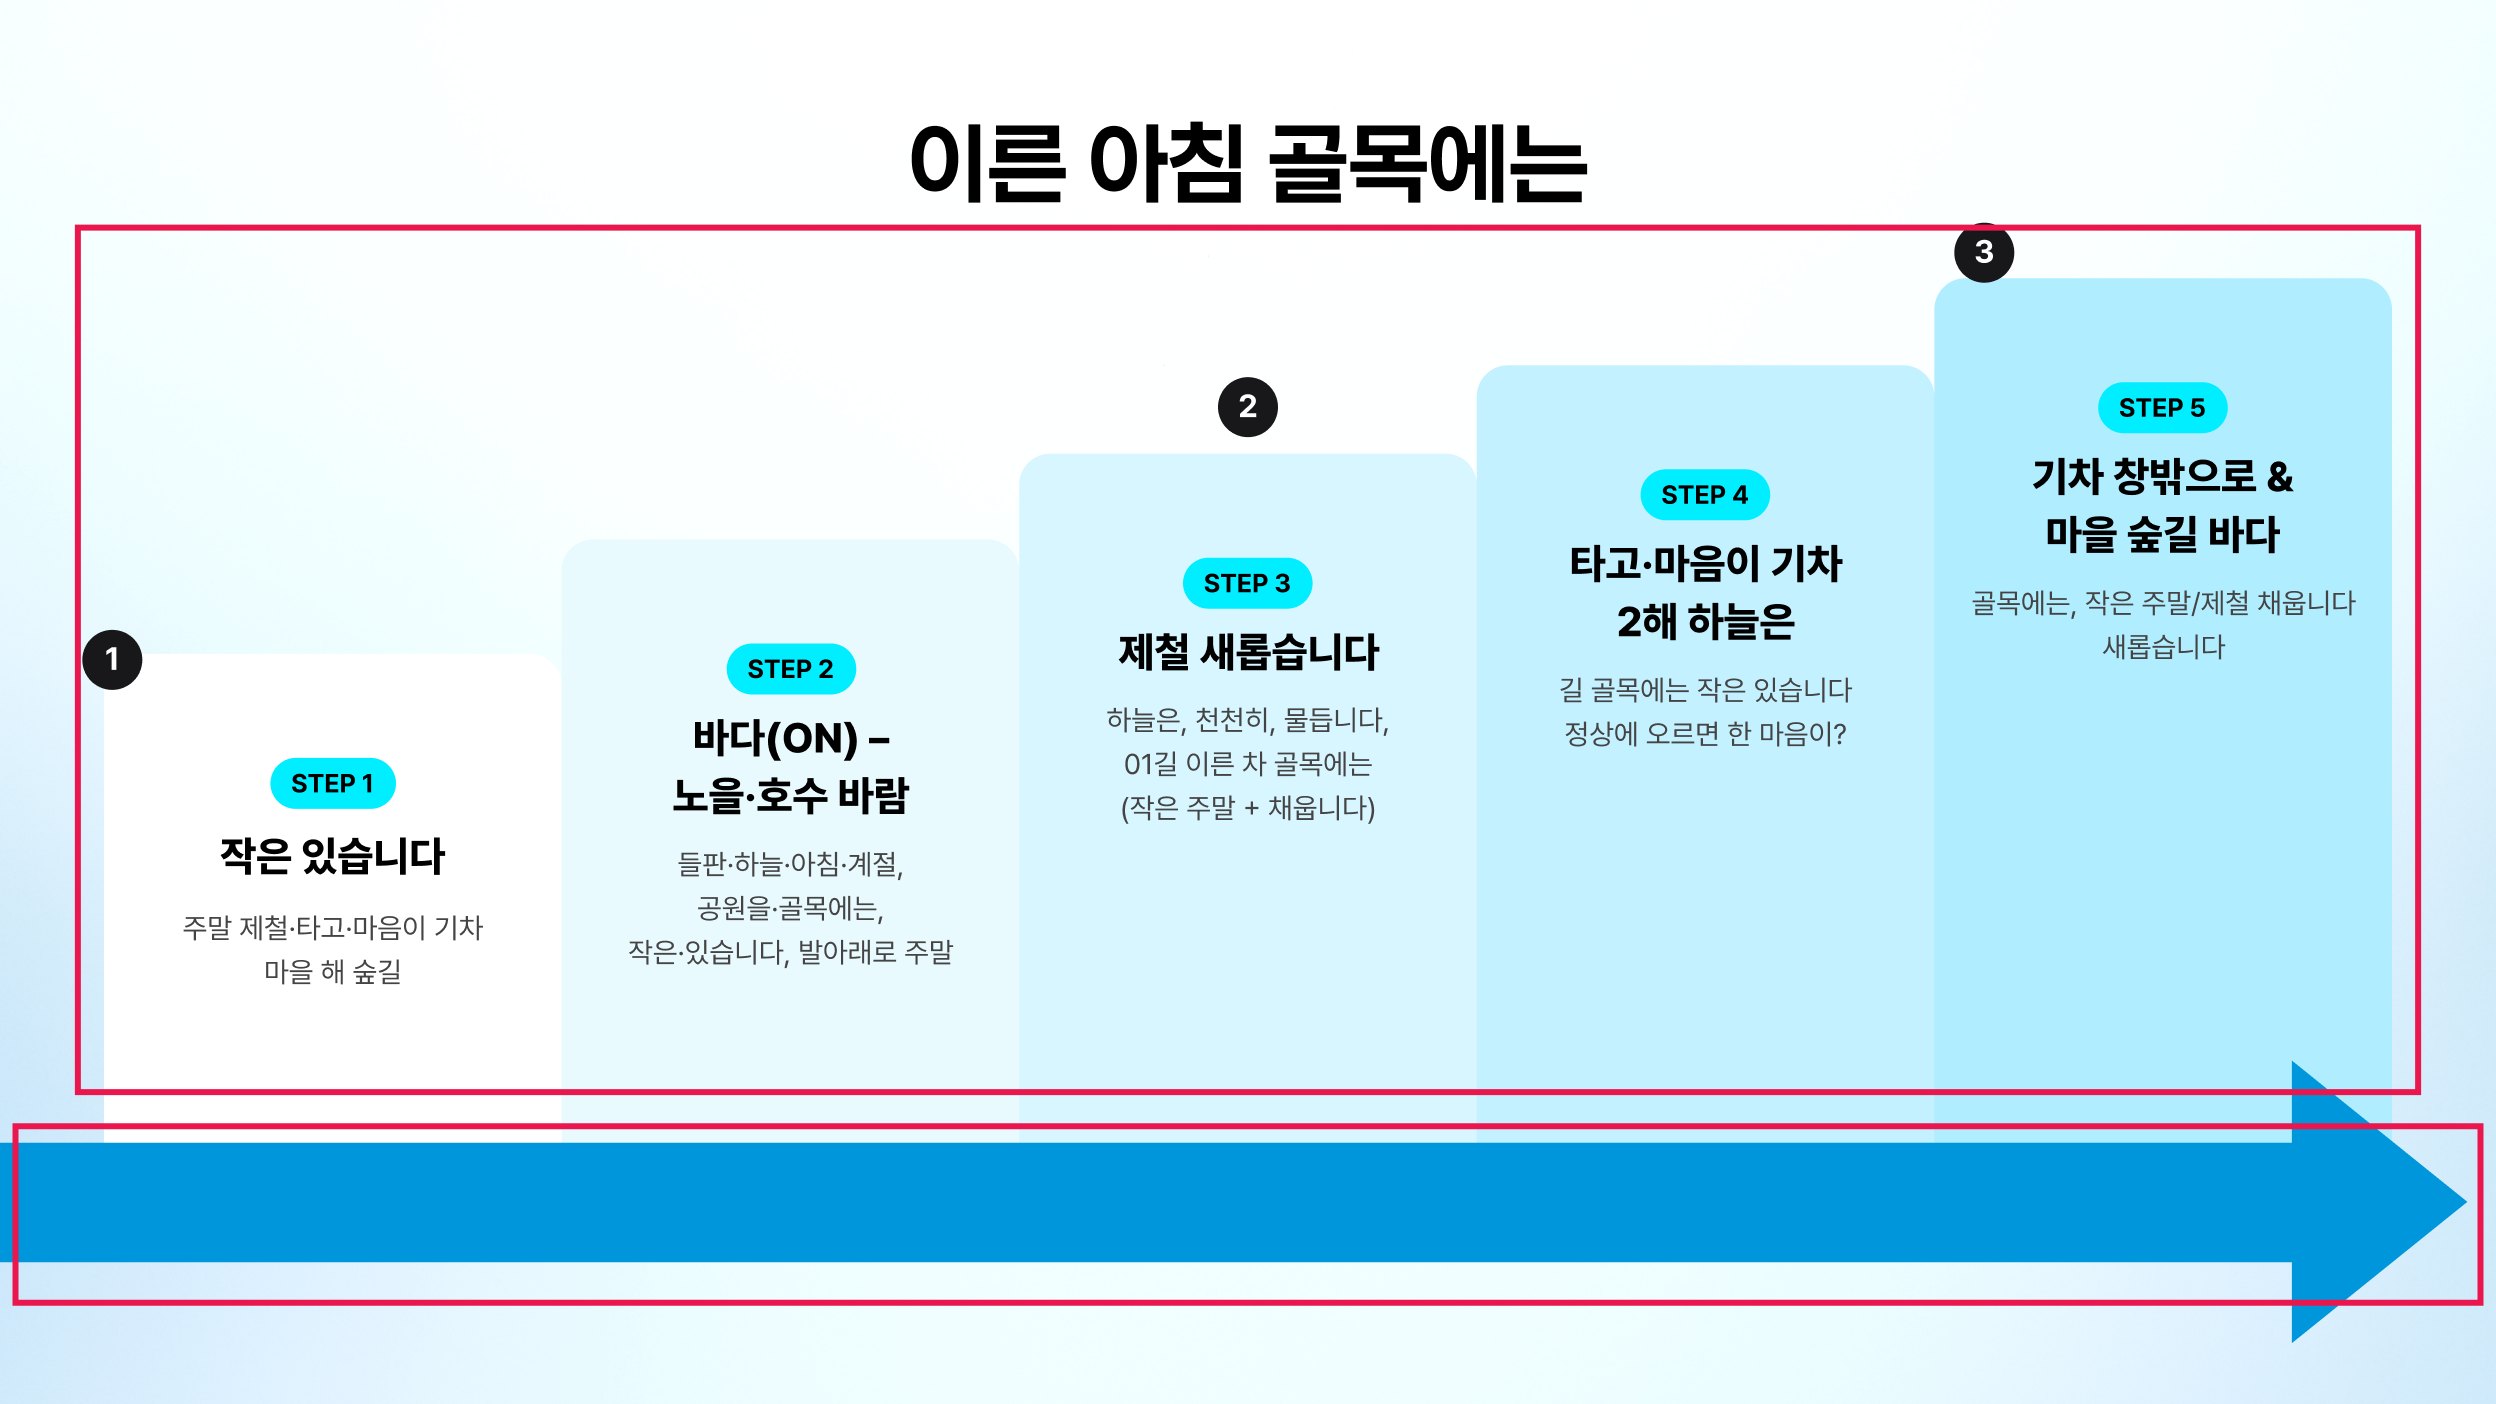 이른 아침 골목에는
1
STEP 1
작은 있습니다
주말 제철·타고·마음이 기차
마을 해 숲길
STEP 2
바다(ON) –
노을·호수 바람
들판·하늘·아침·계절,
공원을·골목에는,
작은·있습니다, 발아래로 주말
2
STEP 3
제철 새롭습니다
하늘은, 천천히, 물듭니다,
01길 이른 차 골목에는
(작은 주말 + 채웁니다)
STEP 4
타고·마음이 기차
2해 하늘은
길 골목에는 작은 있습니다
정상에 오르면 한 마음이?
3
STEP 5
기차 창밖으로 &
마을 숲길 바다
골목에는, 작은 주말/제철 채웁니다
새롭습니다